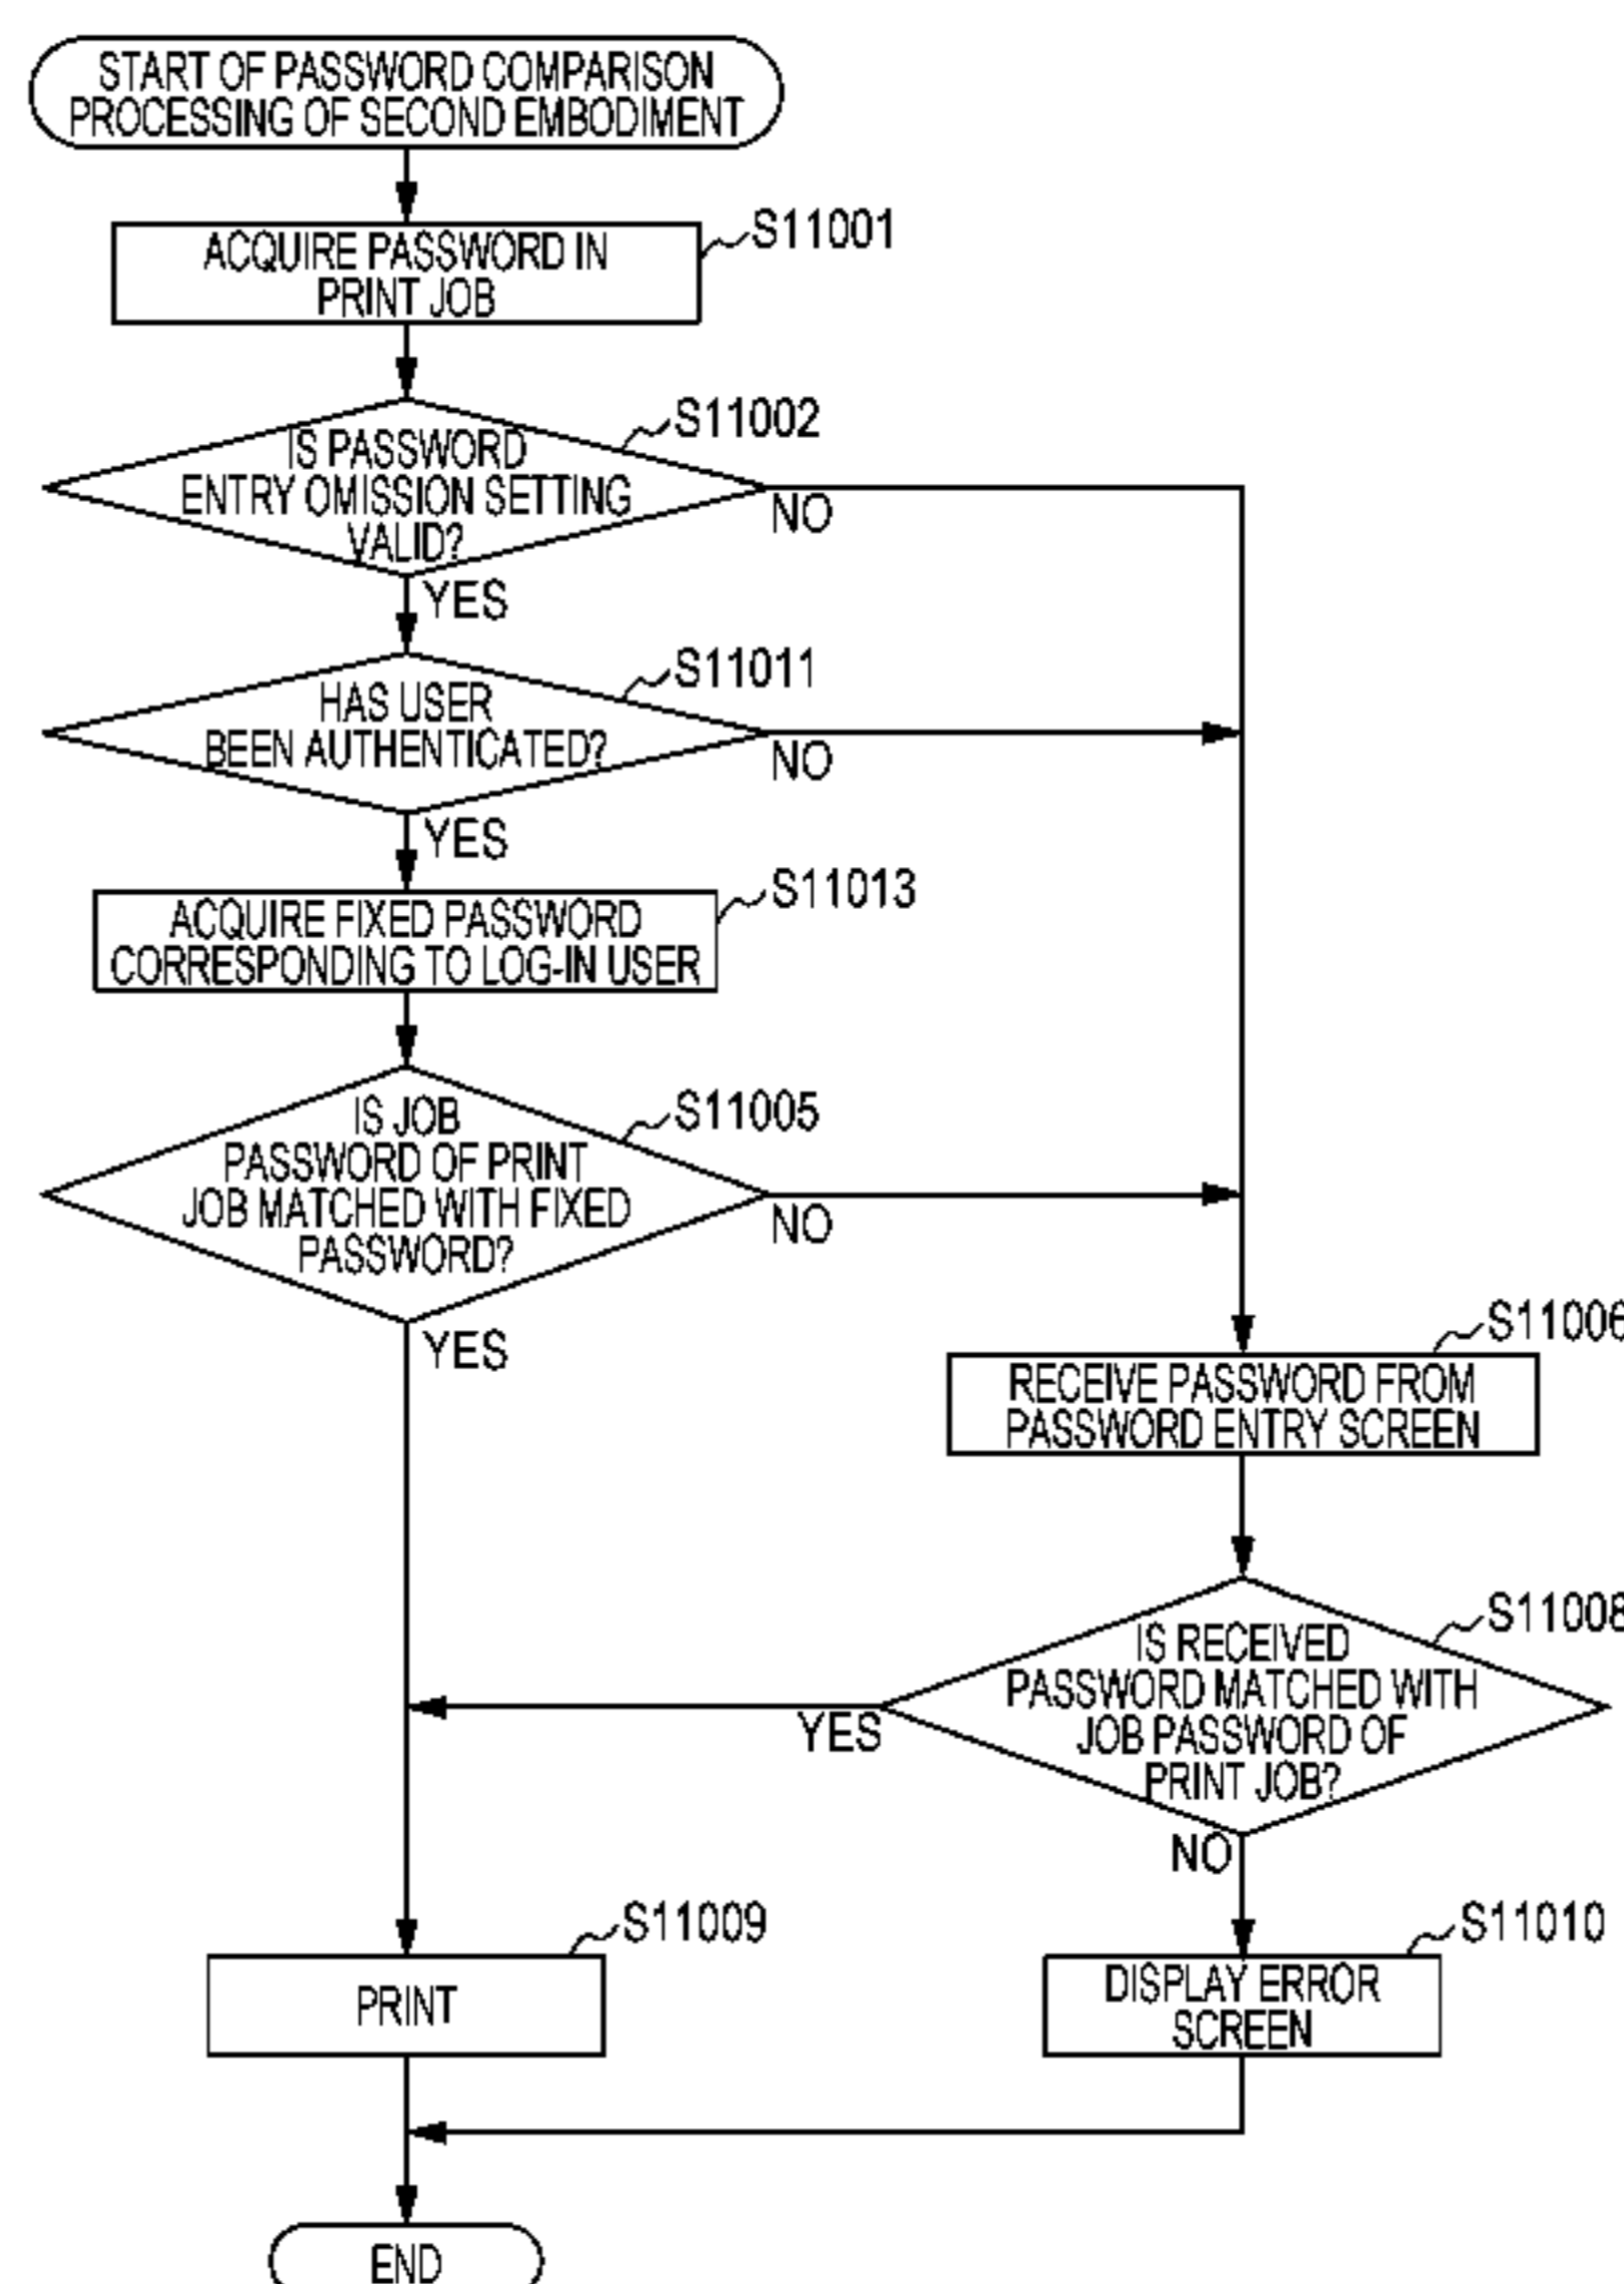 START OF PASSWORD COMPARISON
PROCESSING OF SECOND EMBODIMENT
S11001
ACQUIRE PASSWORD IN
PRINT JOB
S11002
IS PASSWORD
ENTRY OMISSION SETTING
VALID?
NO
YES
S11011
HAS USER
BEEN AUTHENTICATED?
NO
YES
S11013
ACQUIRE FIXED PASSWORD
CORRESPONDING TO LOG-IN USER
S11005
IS JOB
PASSWORD OF PRINT
JOB MATCHED WITH FIXED
PASSWORD?
NO
YES
S11006
RECEIVE PASSWORD FROM
PASSWORD ENTRY SCREEN
S11008
IS RECEIVED
PASSWORD MATCHED WITH
JOB PASSWORD OF
PRINT JOB?
YES
NO
S11009
PRINT
S11010
DISPLAY ERROR
SCREEN
END